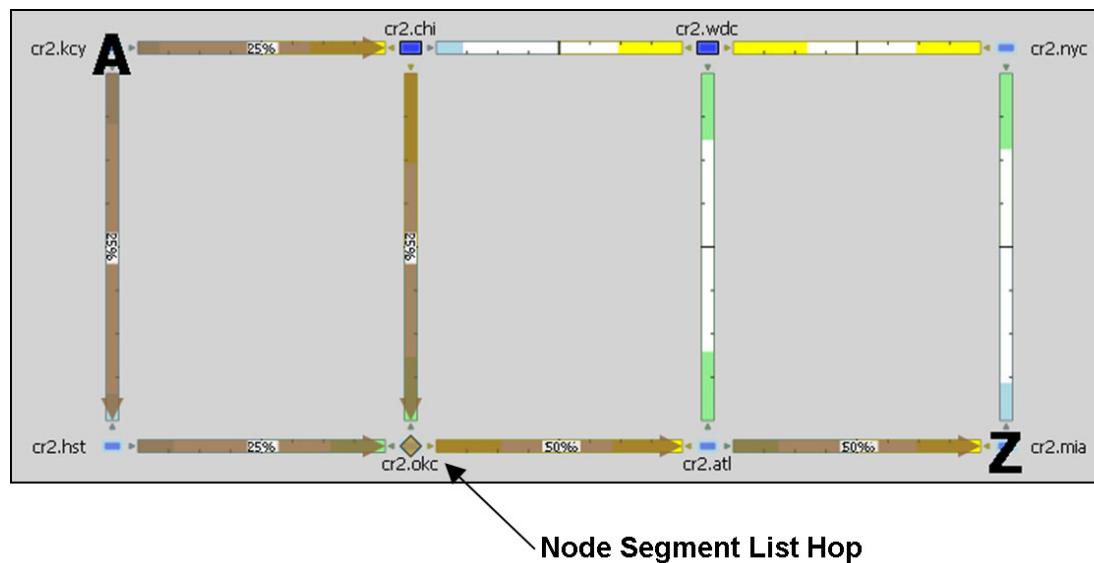 cr2.kcy
A
25%
cr2.chi
cr2.wdc
cr2.nyc
25%
25%
cr2.hst
25%
cr2.okc
50%
cr2.atl
50%
Z
cr2.mia
Node Segment List Hop